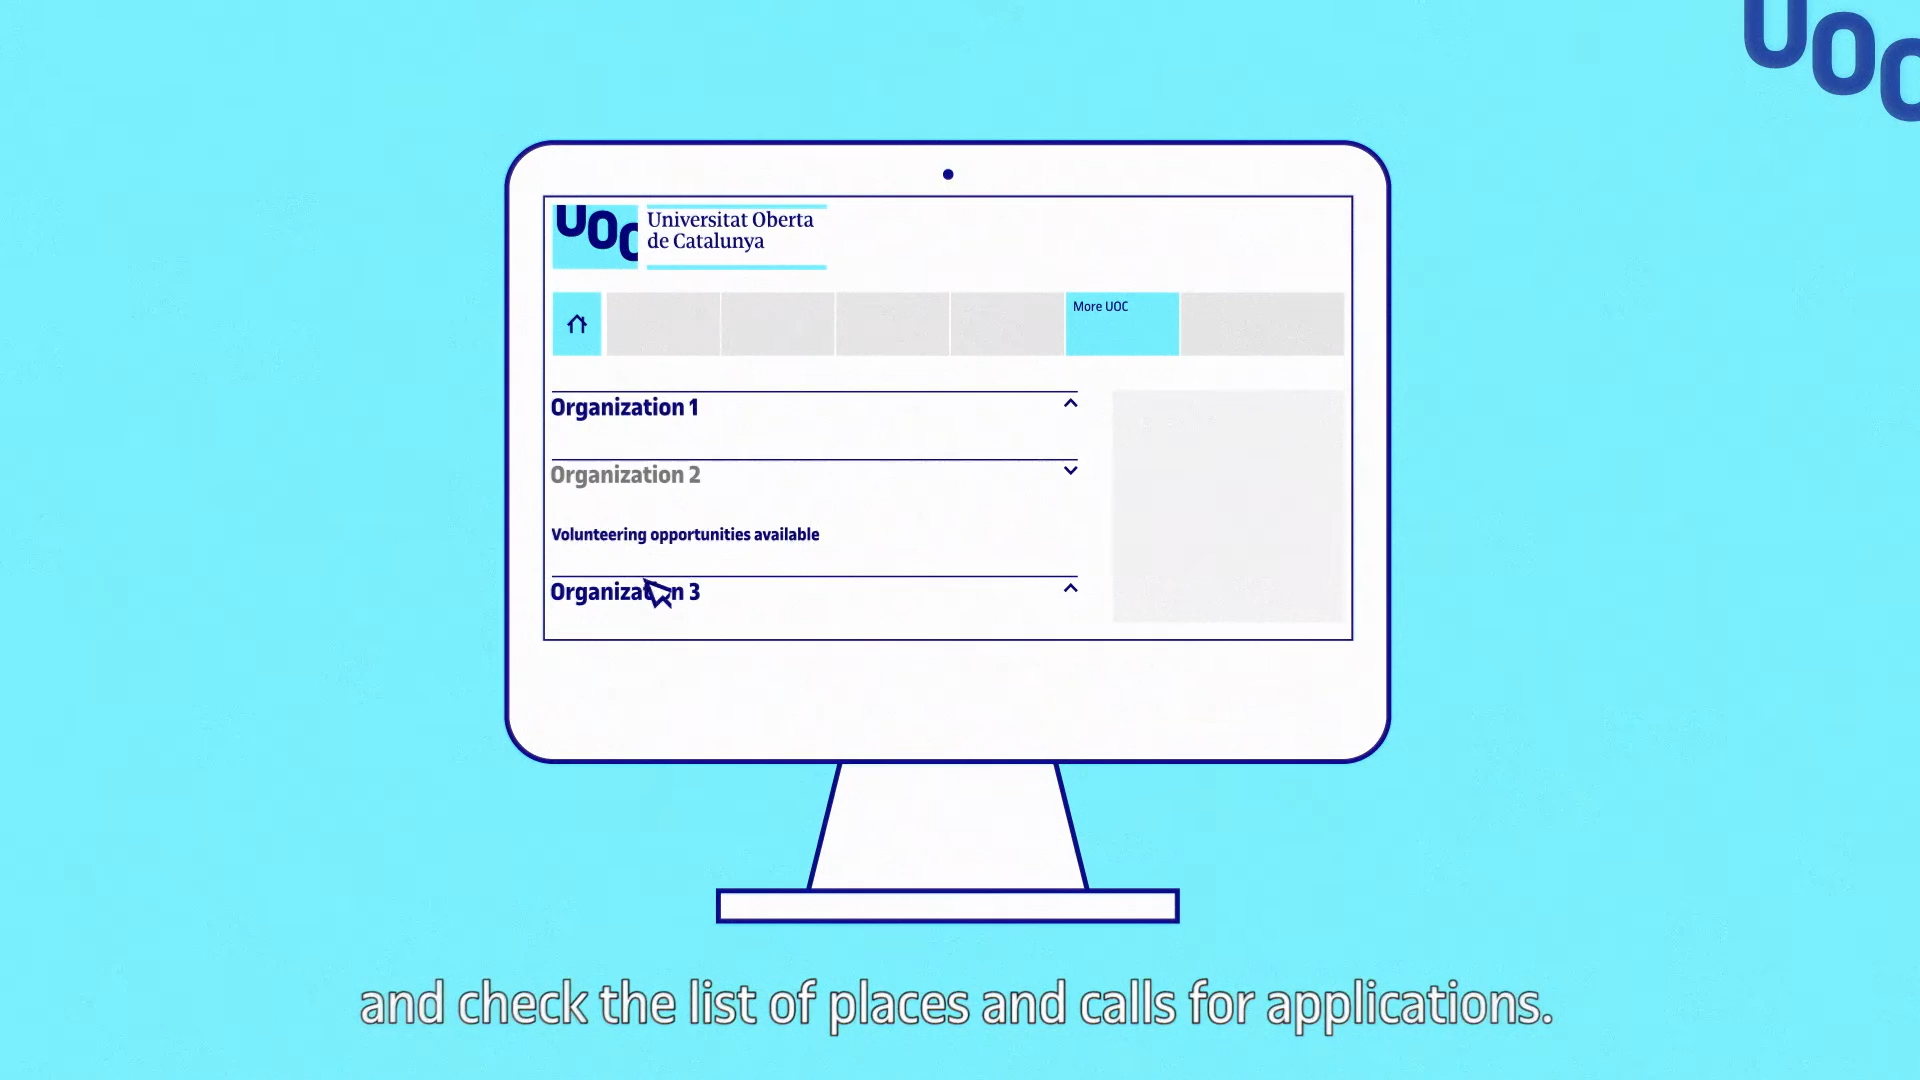 UOC
UOC
Universitat Oberta
de Catalunya
More UOC
Organization 1
Organization 2
Volunteering opportunities available
Organization 3
and check the list of places and calls for applications.